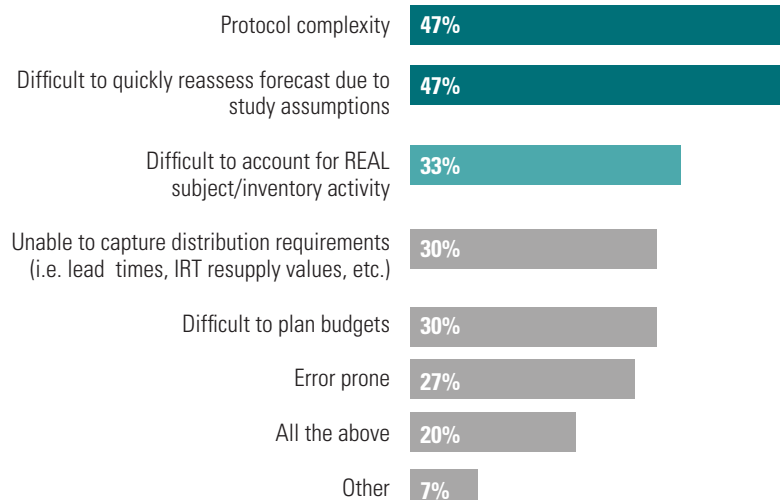 Protocol complexity
47%
Difficult to quickly reassess forecast due to
study assumptions
47%
Difficult to account for REAL
subject/inventory activity
33%
Unable to capture distribution requirements
(i.e. lead times, IRT resupply values, etc.)
30%
Difficult to plan budgets
30%
Error prone
27%
All the above
20%
Other
7%